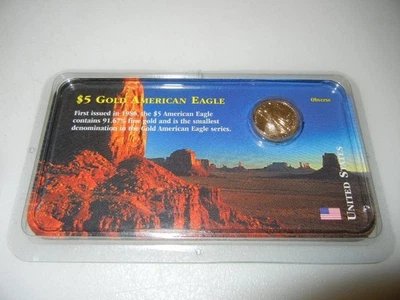 $5 Gold American Eagle
Obverse
First issued in 1986, the $5 American Eagle
contains 91.67% fine gold and is the smallest
denomination in the Gold American Eagle series.
United States